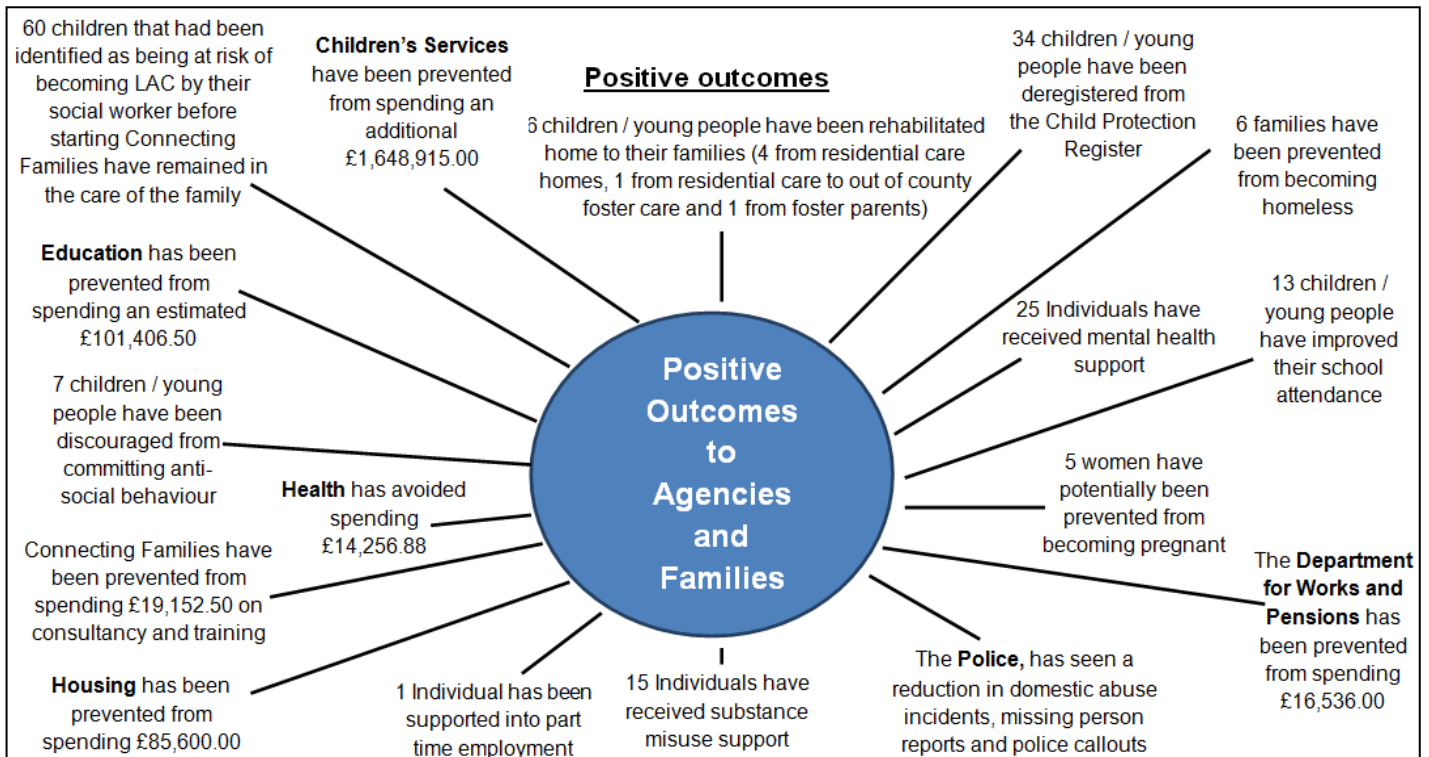 Positive outcomes
60 children that had been
identified as being at risk of
becoming LAC by their
social worker before
starting Connecting
Families have remained in
the care of the family
Children's Services
have been prevented
from spending an
additional
£1,648,915.00
6 children / young people have been rehabilitated
home to their families (4 from residential care
homes, 1 from residential care to out of county
foster care and 1 from foster parents)
34 children / young
people have been
deregistered from
the Child Protection
Register
6 families have
been prevented
from becoming
homeless
Education has been
prevented from
spending an estimated
£101,406.50
25 Individuals have
received mental health
support
13 children /
young people
have improved
their school
attendance
7 children / young
people have been
discouraged from
committing anti-
social behaviour
Positive
Outcomes
to
Agencies
and
Families
Health has avoided
spending
£14,256.88
5 women have
potentially been
prevented from
becoming pregnant
Connecting Families have
been prevented from
spending £19,152.50 on
consultancy and training
The Department
for Works and
Pensions has
been prevented
from spending
£16,536.00
Housing has been
prevented from
spending £85,600.00
1 Individual has been
supported into part
time employment
15 Individuals have
received substance
misuse support
The Police, has seen a
reduction in domestic abuse
incidents, missing person
reports and police callouts